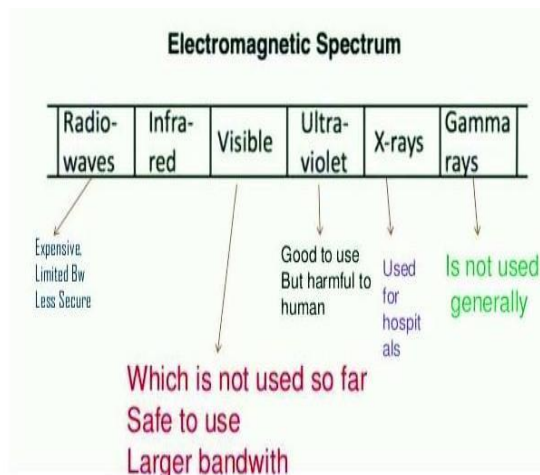 Electromagnetic Spectrum
Radio-
waves
Infra-
red
Visible
Ultra-
violet
X-rays
Gamma
rays
Expensive,
Limited Bw
Less Secure
Good to use
But harmful to
human
Used
for
hospit
als
Is not used
generally
Which is not used so far
Safe to use
Larger bandwith